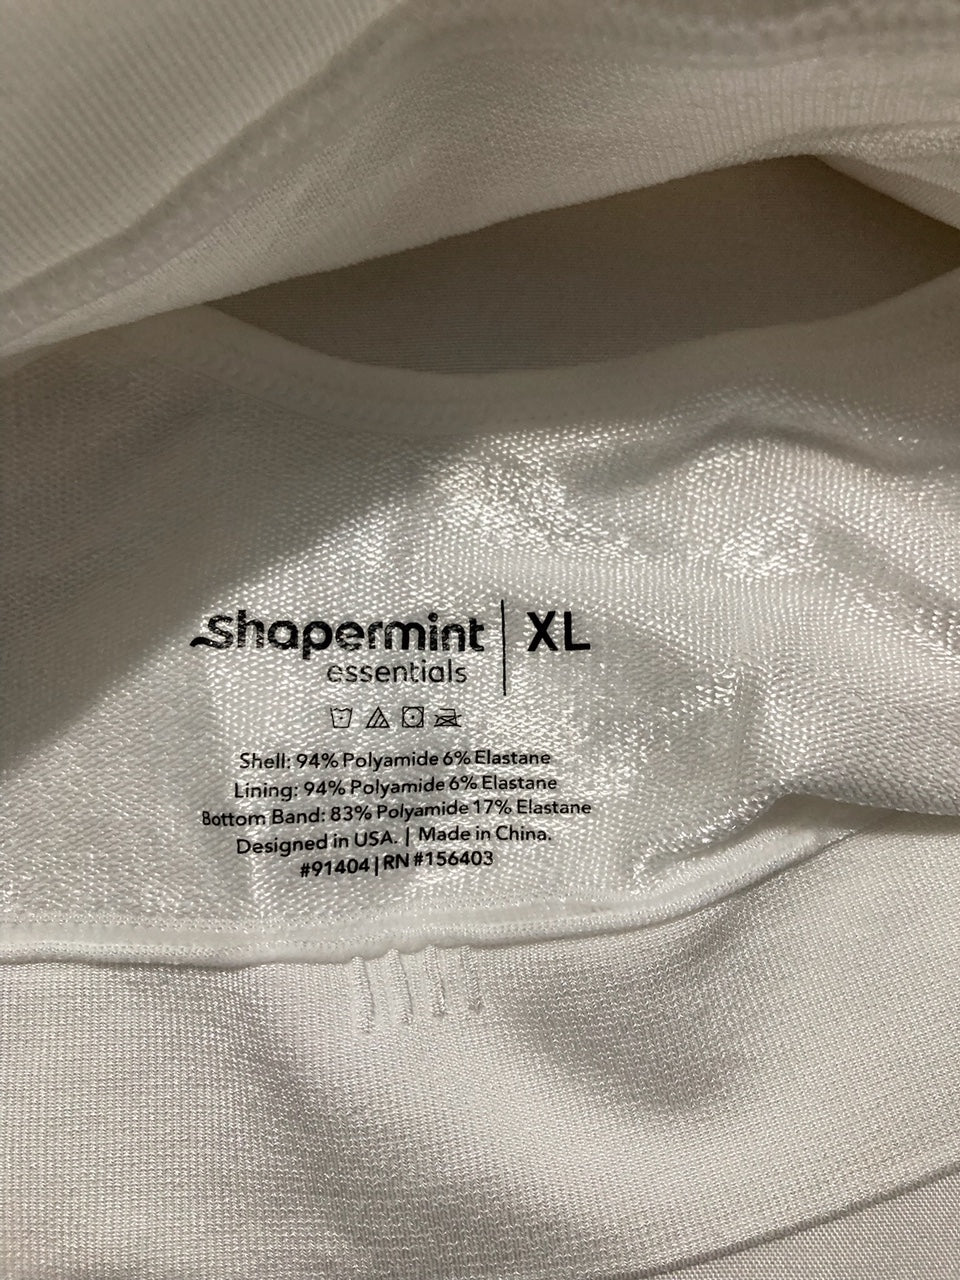 Shapermint | XL
essentials
Shell: 94% Polyamide 6% Elastane
Lining: 94% Polyamide 6% Elastane
Bottom Band: 83% Polyamide 17% Elastane
Designed in USA. | Made in China.
#91404 | RN #156403